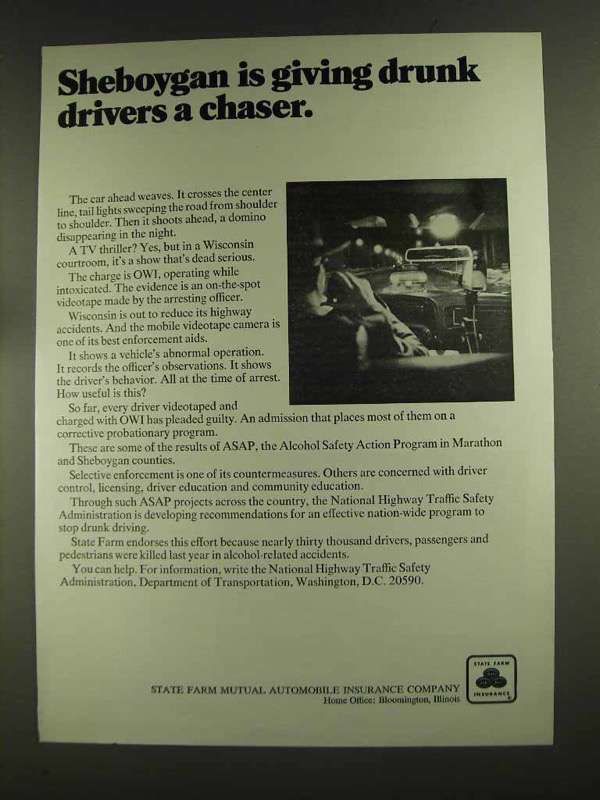 Sheboygan is giving drunk
drivers a chaser.
The car ahead weaves. It crosses the center
line, tail lights sweeping the road from shoulder
to shoulder. Then it shoots ahead, a domino
disappearing in the night.
A TV thriller? Yes, but in a Wisconsin
courtroom, it's a show that's dead serious.
The charge is OWI, operating while
intoxicated. The evidence is an on-the-spot
videotape made by the arresting officer.
Wisconsin is out to reduce its highway
accidents. And the mobile videotape camera is
one of its best enforcement aids.
It shows a vehicle's abnormal operation.
It records the officer's observations. It shows
the driver's behavior. All at the time of arrest.
How useful is this?
So far, every driver videotaped and
charged with OWI has pleaded guilty. An admission that places most of them on a
corrective probationary program.
These are some of the results of ASAP, the Alcohol Safety Action Program in Marathon
and Sheboygan counties.
Selective enforcement is one of its countermeasures. Others are concerned with driver
control, licensing, driver education and community education.
Through such ASAP projects across the country, the National Highway Traffic Safety
Administration is developing recommendations for an effective nation-wide program to
stop drunk driving.
State Farm endorses this effort because nearly thirty thousand drivers, passengers and
pedestrians were killed last year in alcohol-related accidents.
You can help. For information, write the National Highway Traffic Safety
Administration, Department of Transportation, Washington, D.C. 20590.
STATE FARM MUTUAL AUTOMOBILE INSURANCE COMPANY
Home Office: Bloomington, Illinois
STATE FARM
INSURANCE